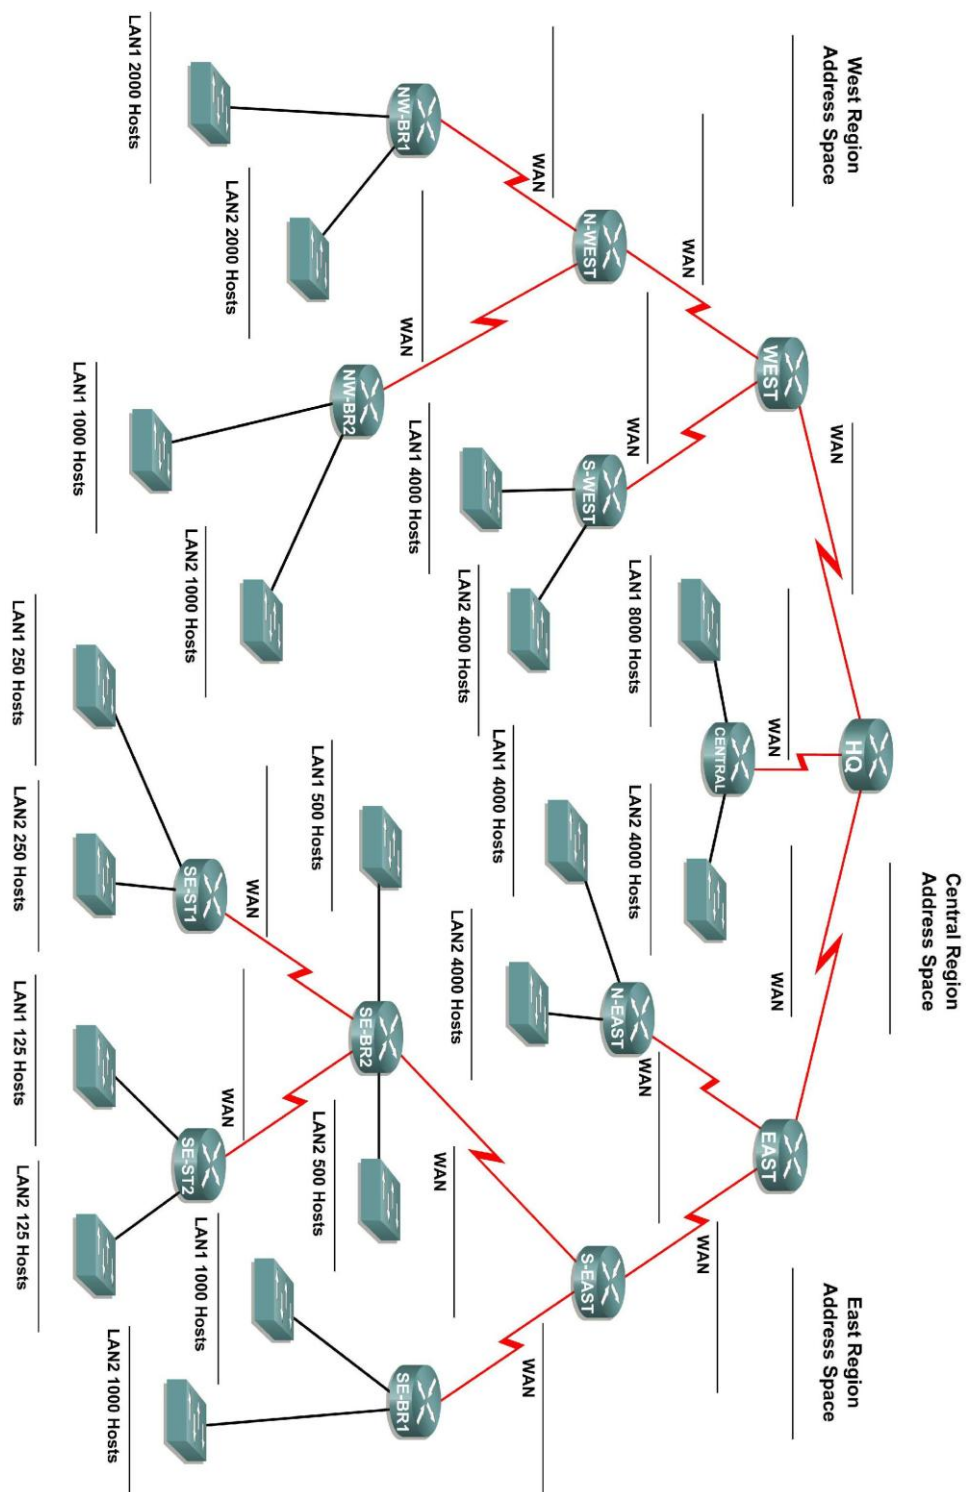 Central Region
Address Space
West Region
Address Space
East Region
Address Space
HQ
WAN
WAN
WAN
WEST
CENTRAL
EAST
WAN
WAN
WAN
WAN
LAN1 8000 Hosts
LAN2 4000 Hosts
N-WEST
S-WEST
N-EAST
S-EAST
WAN
WAN
WAN
WAN
LAN1 4000 Hosts
LAN2 4000 Hosts
LAN1 4000 Hosts
LAN2 4000 Hosts
NW-BR1
NW-BR2
SE-BR2
SE-BR1
LAN1 500 Hosts
LAN2 500 Hosts
LAN1 2000 Hosts
LAN2 2000 Hosts
WAN
WAN
SE-ST1
SE-ST2
LAN1 1000 Hosts
LAN2 1000 Hosts
LAN1 1000 Hosts
LAN2 1000 Hosts
LAN1 250 Hosts
LAN2 250 Hosts
LAN1 125 Hosts
LAN2 125 Hosts